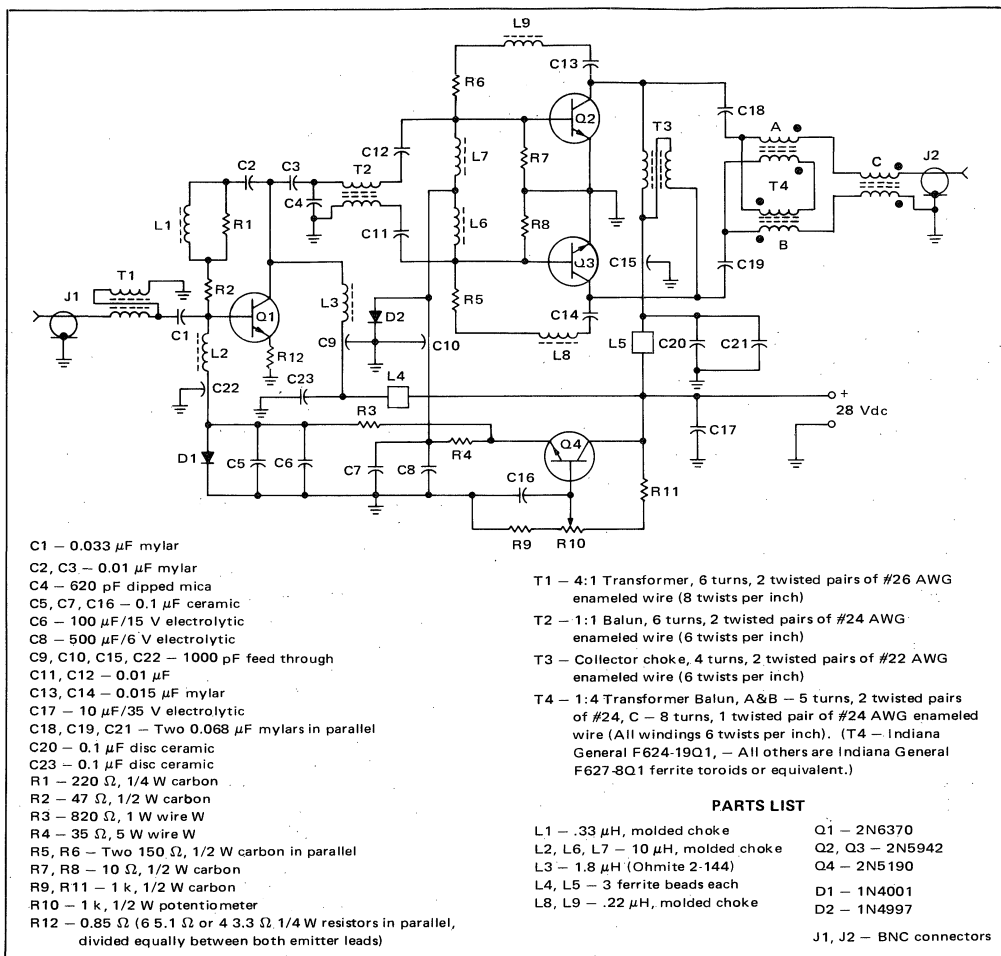 L9
C13
R6
Q2
C18
A
T3
C2
C3
T2
C12
L7
R7
C
J2
C4
T4
L1
R1
C11
L6
R8
B
Q3
C15
C19
T1
R2
L3
R5
J1
Q1
D2
C14
C1
L2
R12
C9
C10
L8
L5
C20
C21
C22
C23
L4
+
28 Vdc
R3
C17
D1
C5
C6
C7
C8
R4
Q4
C16
R11
R9
R10
C1 – 0.033 μF mylar
C2, C3 – 0.01 μF mylar
C4 – 620 pF dipped mica
C5, C7, C16 – 0.1 μF ceramic
C6 – 100 μF/15 V electrolytic
C8 – 500 μF/6 V electrolytic
C9, C10, C15, C22 – 1000 pF feed through
C11, C12 – 0.01 μF
C13, C14 – 0.015 μF mylar
C17 – 10 μF/35 V electrolytic
C18, C19, C21 – Two 0.068 μF mylars in parallel
C20 – 0.1 μF disc ceramic
C23 – 0.1 μF disc ceramic
R1 – 220 Ω, 1/4 W carbon
R2 – 47 Ω, 1/2 W carbon
R3 – 820 Ω, 1 W wire W
R4 – 35 Ω, 5 W wire W
R5, R6 – Two 150 Ω, 1/2 W carbon in parallel
R7, R8 – 10 Ω, 1/2 W carbon
R9, R11 – 1 k, 1/2 W carbon
R10 – 1 k, 1/2 W potentiometer
R12 – 0.85 Ω (6 5.1 Ω or 4 3.3 Ω 1/4 W resistors in parallel,
divided equally between both emitter leads)
T1 – 4:1 Transformer, 6 turns, 2 twisted pairs of #26 AWG
enameled wire (8 twists per inch)
T2 – 1:1 Balun, 6 turns, 2 twisted pairs of #24 AWG
enameled wire (6 twists per inch)
T3 – Collector choke, 4 turns, 2 twisted pairs of #22 AWG
enameled wire (6 twists per inch)
T4 – 1:4 Transformer Balun, A&B – 5 turns, 2 twisted pairs
of #24, C – 8 turns, 1 twisted pair of #24 AWG enameled
wire (All windings 6 twists per inch). (T4 – Indiana
General F624-19Q1, – All others are Indiana General
F627-8Q1 ferrite toroids or equivalent.)
PARTS LIST
L1 – .33 μH, molded choke
L2, L6, L7 – 10 μH, molded choke
L3 – 1.8 μH (Ohmite 2-144)
L4, L5 – 3 ferrite beads each
L8, L9 – .22 μH, molded choke
Q1 – 2N6370
Q2, Q3 – 2N5942
Q4 – 2N5190
D1 – 1N4001
D2 – 1N4997
J1, J2 – BNC connectors